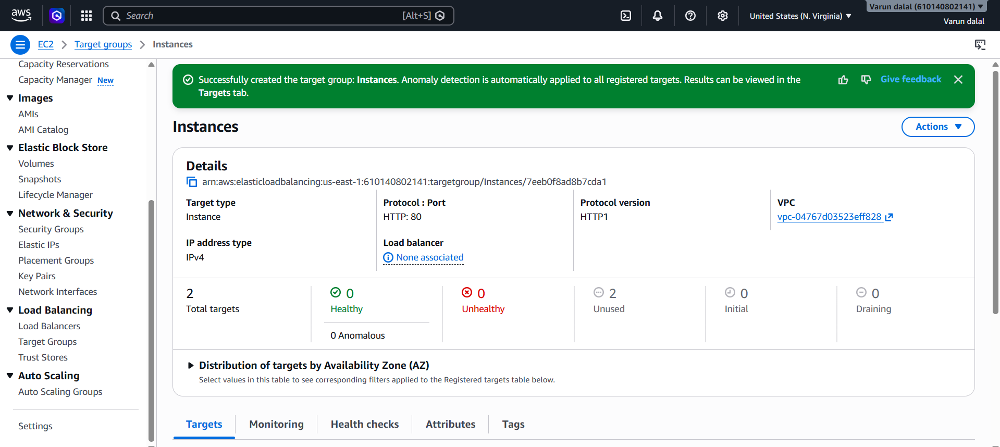 aws
Search
[Alt+S]
United States (N. Virginia)
Varun dalal (610140802141)
Varun dalal
EC2
Target groups
Instances
Capacity Reservations
Capacity Manager New
Images
AMIs
AMI Catalog
Elastic Block Store
Volumes
Snapshots
Lifecycle Manager
Network & Security
Security Groups
Elastic IPs
Placement Groups
Key Pairs
Network Interfaces
Load Balancing
Load Balancers
Target Groups
Trust Stores
Auto Scaling
Auto Scaling Groups
Settings
Successfully created the target group: Instances. Anomaly detection is automatically applied to all registered targets. Results can be viewed in the
Targets tab.
Give feedback
Instances
Actions
Details
arn:aws:elasticloadbalancing:us-east-1:610140802141:targetgroup/Instances/7eeb0f8ad8b7cda1
Target type
Instance
Protocol : Port
HTTP: 80
Protocol version
HTTP1
VPC
vpc-04767d03523eff828
IP address type
IPv4
Load balancer
None associated
2
Total targets
0
Healthy
0 Anomalous
0
Unhealthy
2
Unused
0
Initial
0
Draining
Distribution of targets by Availability Zone (AZ)
Select values in this table to see corresponding filters applied to the Registered targets table below.
Targets
Monitoring
Health checks
Attributes
Tags